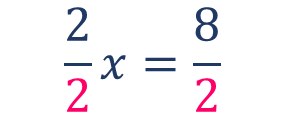 2/2 x = 8/2